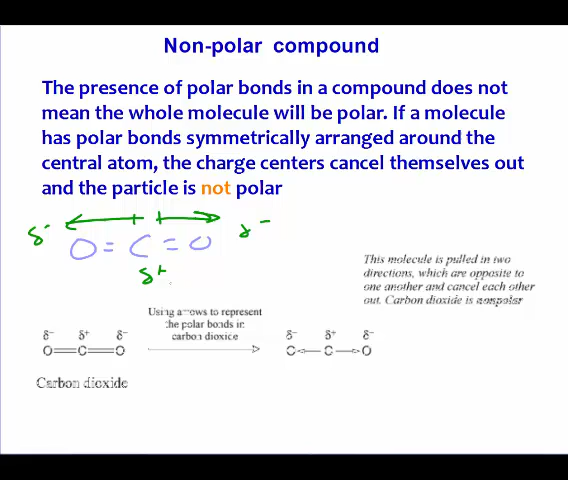 Non-polar compound
The presence of polar bonds in a compound does not
mean the whole molecule will be polar. If a molecule
has polar bonds symmetrically arranged around the
central atom, the charge centers cancel themselves out
and the particle is not polar
δ- δ-
O = C = O
δ+
This molecule is pulled in two
directions, which are opposite to
one another and cancel each other
out. Carbon dioxide is nonpolar
Using arrows to represent
the polar bonds in
carbon dioxice
δ- δ+ δ-
O=C=O
δ- δ+ δ-
O←C→O
Carbon dioxide